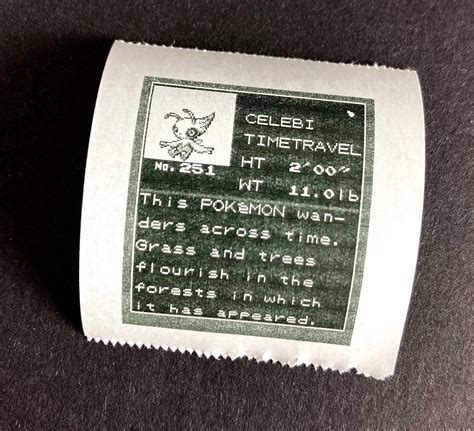 CELEBI
TIMETRAVEL
HT 2'00"
No.251
WT 11.0lb
This POKéMON wan-
ders across time.
Grass and trees
flourish in the
forests in which
it has appeared.